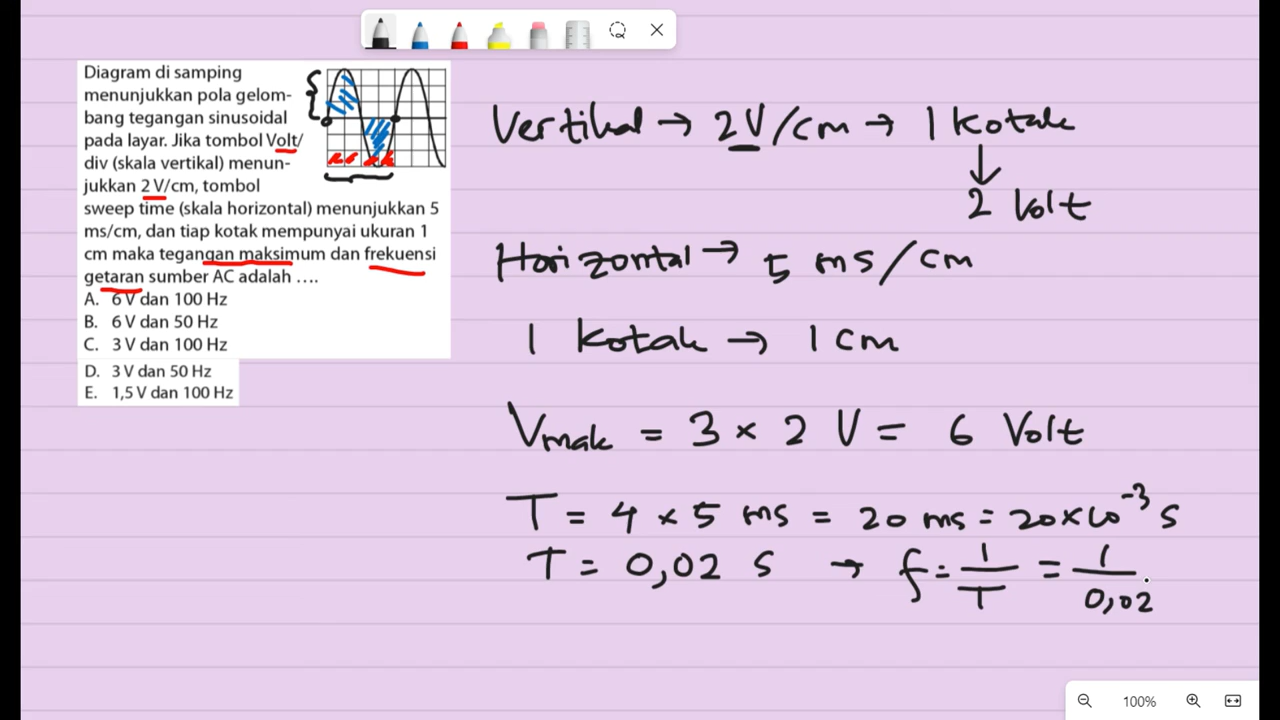 Diagram di samping
menunjukkan pola gelom-
bang tegangan sinusoidal
pada layar. Jika tombol Volt/
div (skala vertikal) menun-
jukkan 2 V/cm, tombol
sweep time (skala horizontal) menunjukkan 5
ms/cm, dan tiap kotak mempunyai ukuran 1
cm maka tegangan maksimum dan frekuensi
getaran sumber AC adalah ....
A. 6 V dan 100 Hz
B. 6 V dan 50 Hz
C. 3 V dan 100 Hz
D. 3 V dan 50 Hz
E. 1,5 V dan 100 Hz
Vertikal → 2V/cm → 1 kotak
↓
2 Volt
Horizontal → 5 ms/cm
1 kotak → 1 cm
Vmak = 3 × 2 V = 6 Volt
T = 4 × 5 ms = 20 ms = 20×10⁻³ s
T = 0,02 s → f = 1/T = 1/0,02
100%